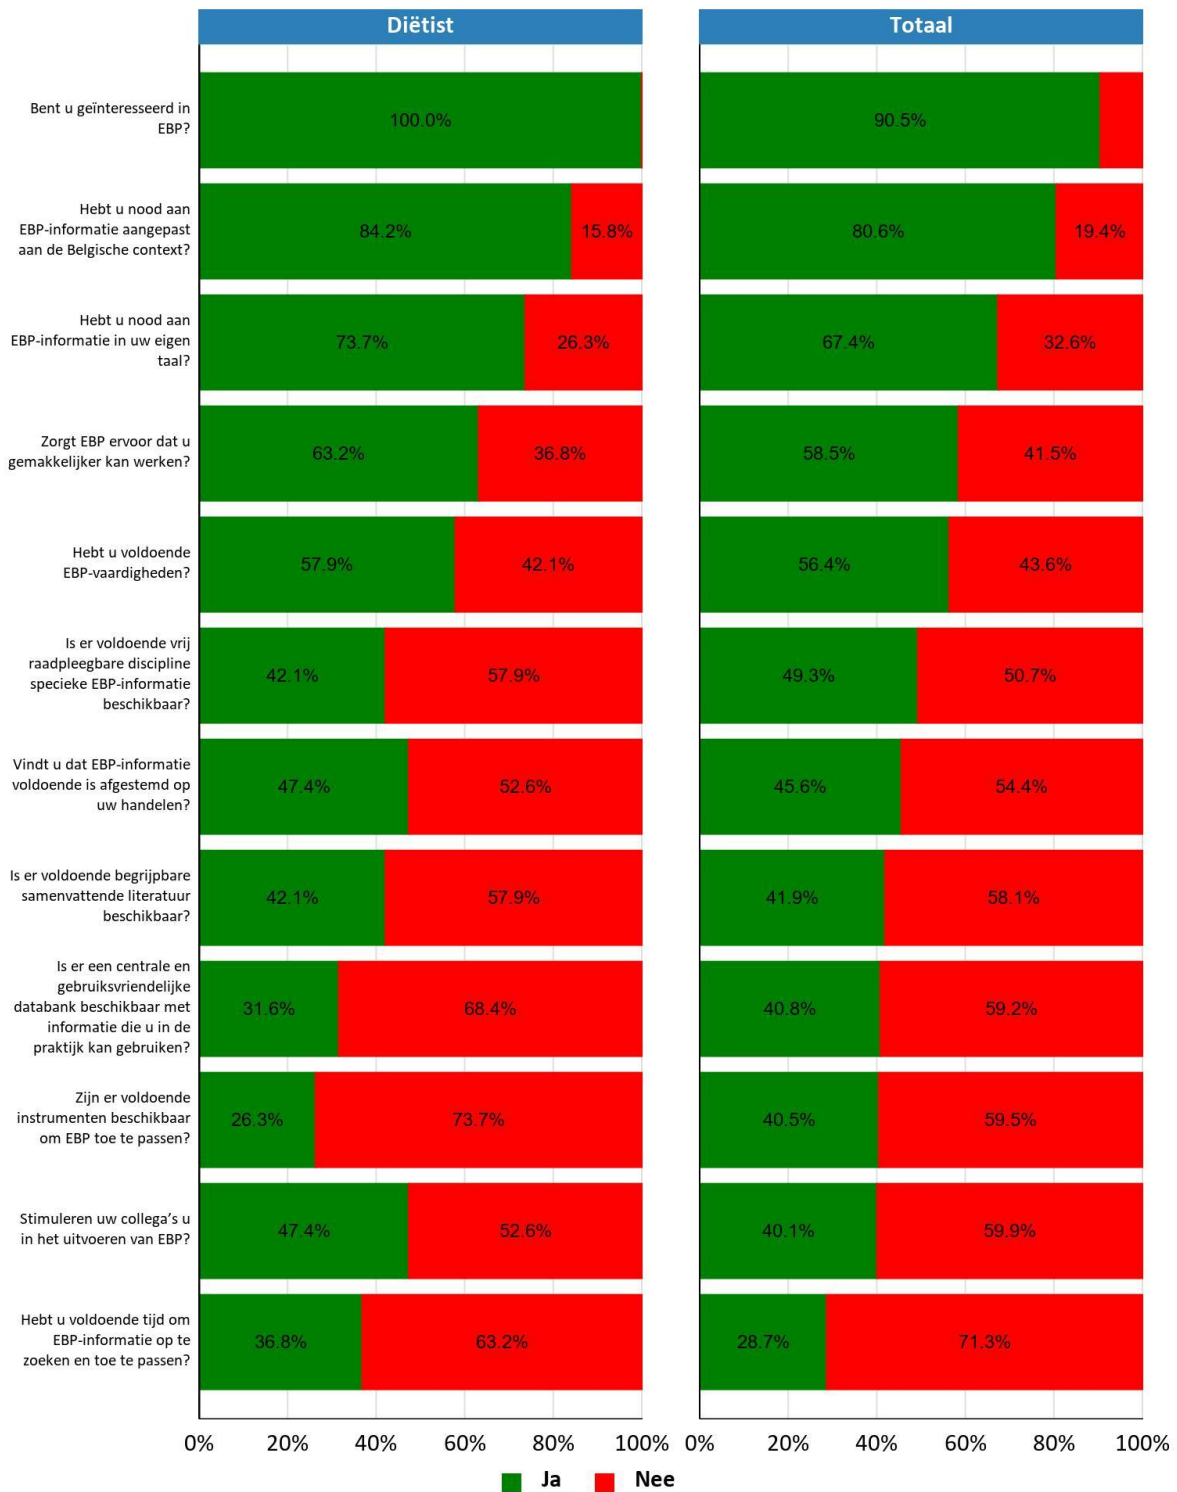 Diëtist Totaal
Bent u geïnteresseerd in
EBP?
100.0% 90.5%
Hebt u nood aan
EBP-informatie aangepast
aan de Belgische context?
84.2% 15.8% 80.6% 19.4%
Hebt u nood aan
EBP-informatie in uw eigen
taal?
73.7% 26.3% 67.4% 32.6%
Zorgt EBP ervoor dat u
gemakkelijker kan werken?
63.2% 36.8% 58.5% 41.5%
Hebt u voldoende
EBP-vaardigheden?
57.9% 42.1% 56.4% 43.6%
Is er voldoende vrij
raadpleegbare discipline
specieke EBP-informatie
beschikbaar?
42.1% 57.9% 49.3% 50.7%
Vindt u dat EBP-informatie
voldoende is afgestemd op
uw handelen?
47.4% 52.6% 45.6% 54.4%
Is er voldoende begrijpbare
samenvattende literatuur
beschikbaar?
42.1% 57.9% 41.9% 58.1%
Is er een centrale en
gebruiksvriendelijke
databank beschikbaar met
informatie die u in de
praktijk kan gebruiken?
31.6% 68.4% 40.8% 59.2%
Zijn er voldoende
instrumenten beschikbaar
om EBP toe te passen?
26.3% 73.7% 40.5% 59.5%
Stimuleren uw collega’s u
in het uitvoeren van EBP?
47.4% 52.6% 40.1% 59.9%
Hebt u voldoende tijd om
EBP-informatie op te
zoeken en toe te passen?
36.8% 63.2% 28.7% 71.3%
0% 20% 40% 60% 80% 100% 0% 20% 40% 60% 80% 100%
Ja Nee